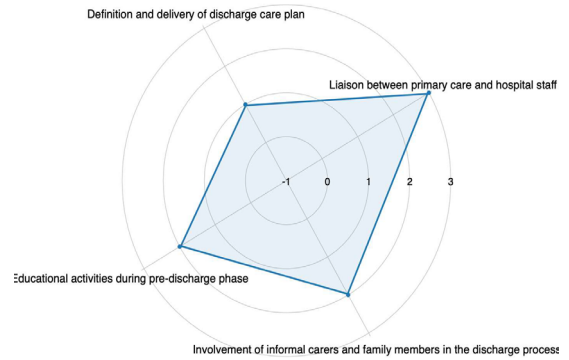 Definition and delivery of discharge care plan
Liaison between primary care and hospital staff
-1 0 1 2 3
Educational activities during pre-discharge phase
Involvement of informal carers and family members in the discharge process